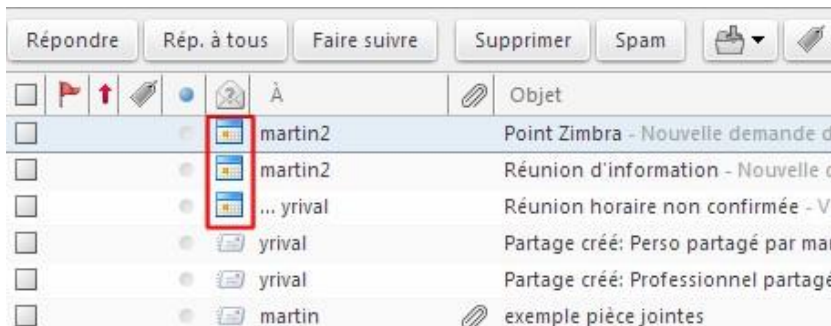 Répondre Rép. à tous Faire suivre Supprimer Spam
À Objet
martin2 Point Zimbra - Nouvelle demande d
martin2 Réunion d'information - Nouvelle
... yrival Réunion horaire non confirmée - V
yrival Partage créé: Perso partagé par mar
yrival Partage créé: Professionnel partagé
martin exemple pièce jointes